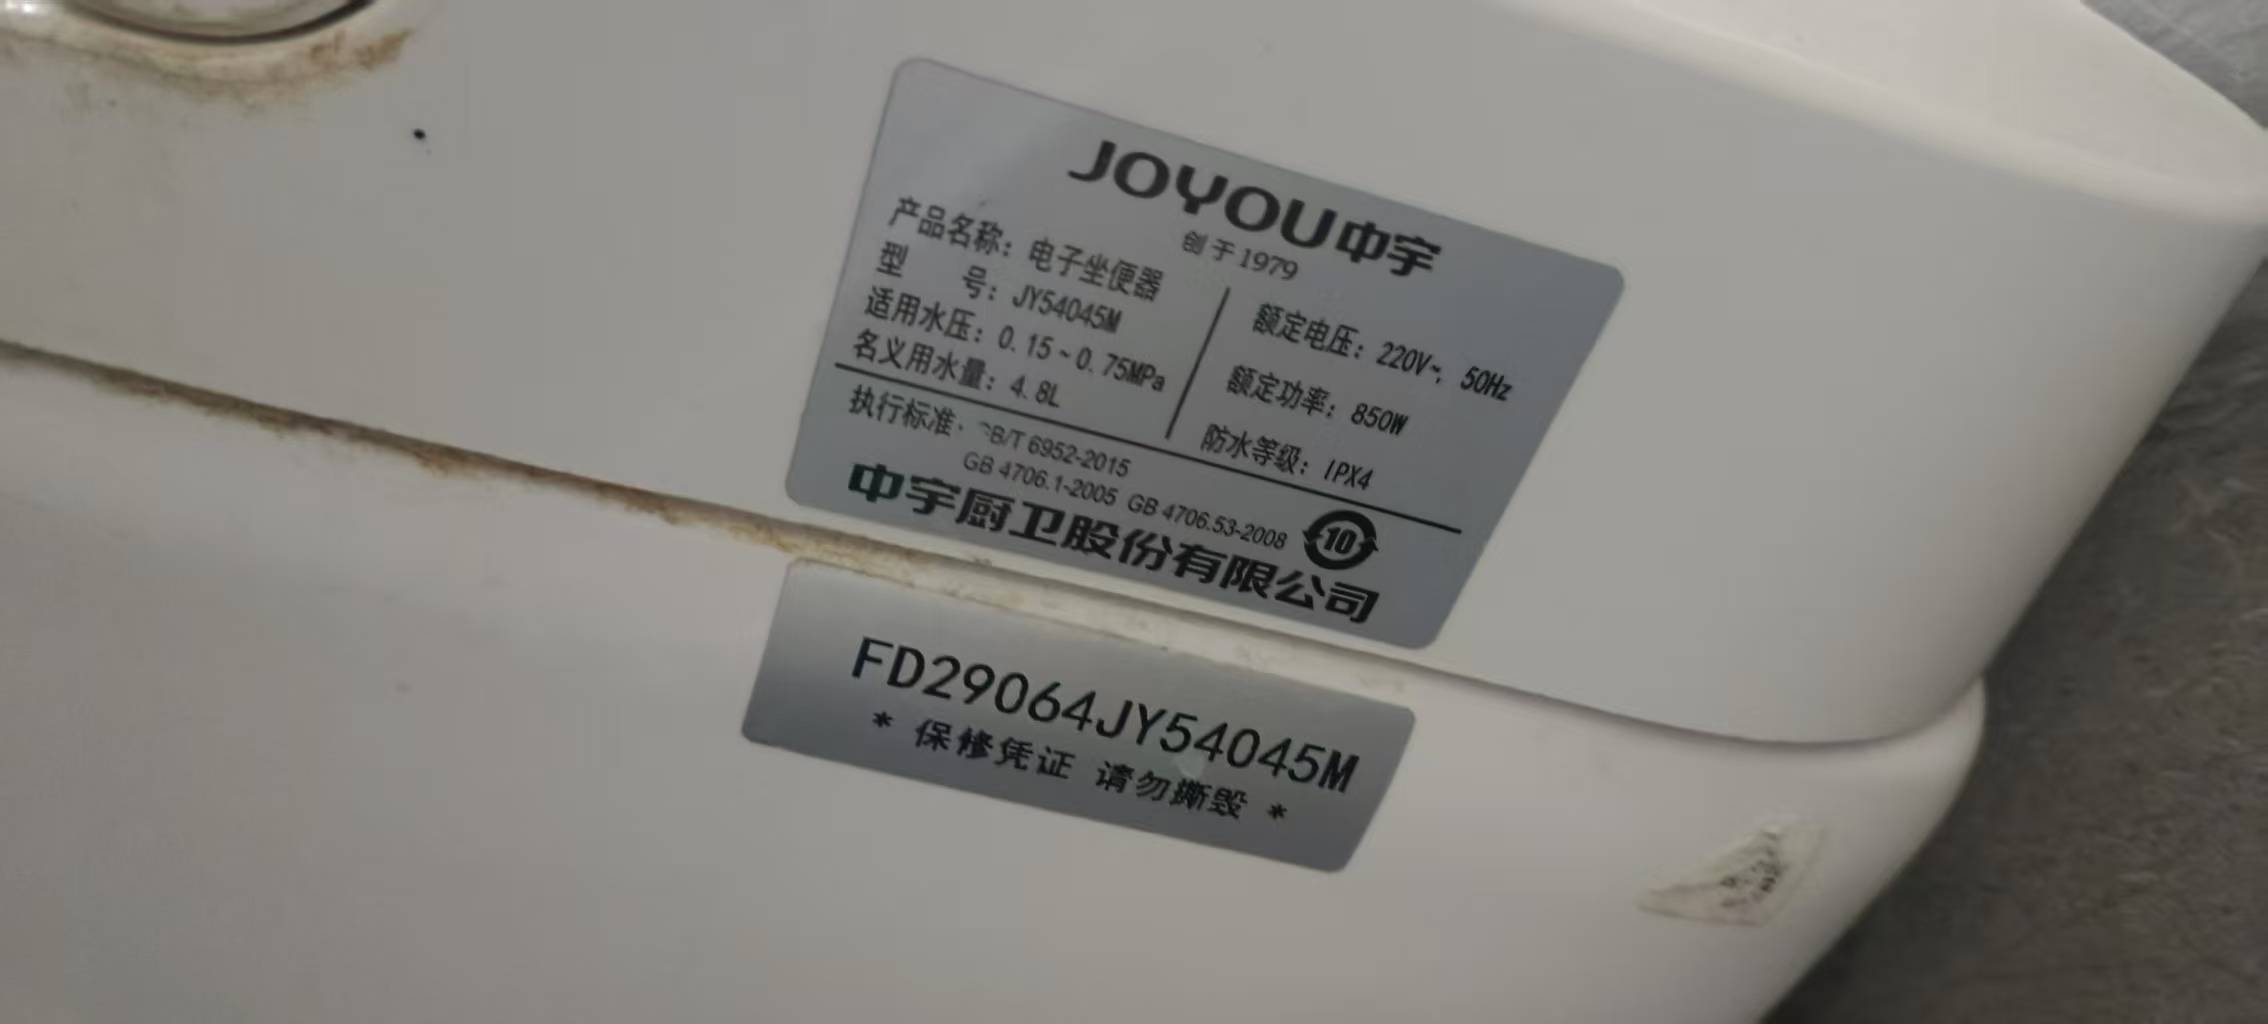 JOYOU中宇
创于1979
产品名称：电子坐便器
型 号：JY54045M
适用水压：0.15~0.75MPa
名义用水量：4.8L
额定电压：220V~, 50Hz
额定功率：850W
防水等级：IPX4
执行标准：GB/T 6952-2015
GB 4706.1-2005 GB 4706.53-2008
10
中宇厨卫股份有限公司
FD29064JY54045M
* 保修凭证 请勿撕毁 *